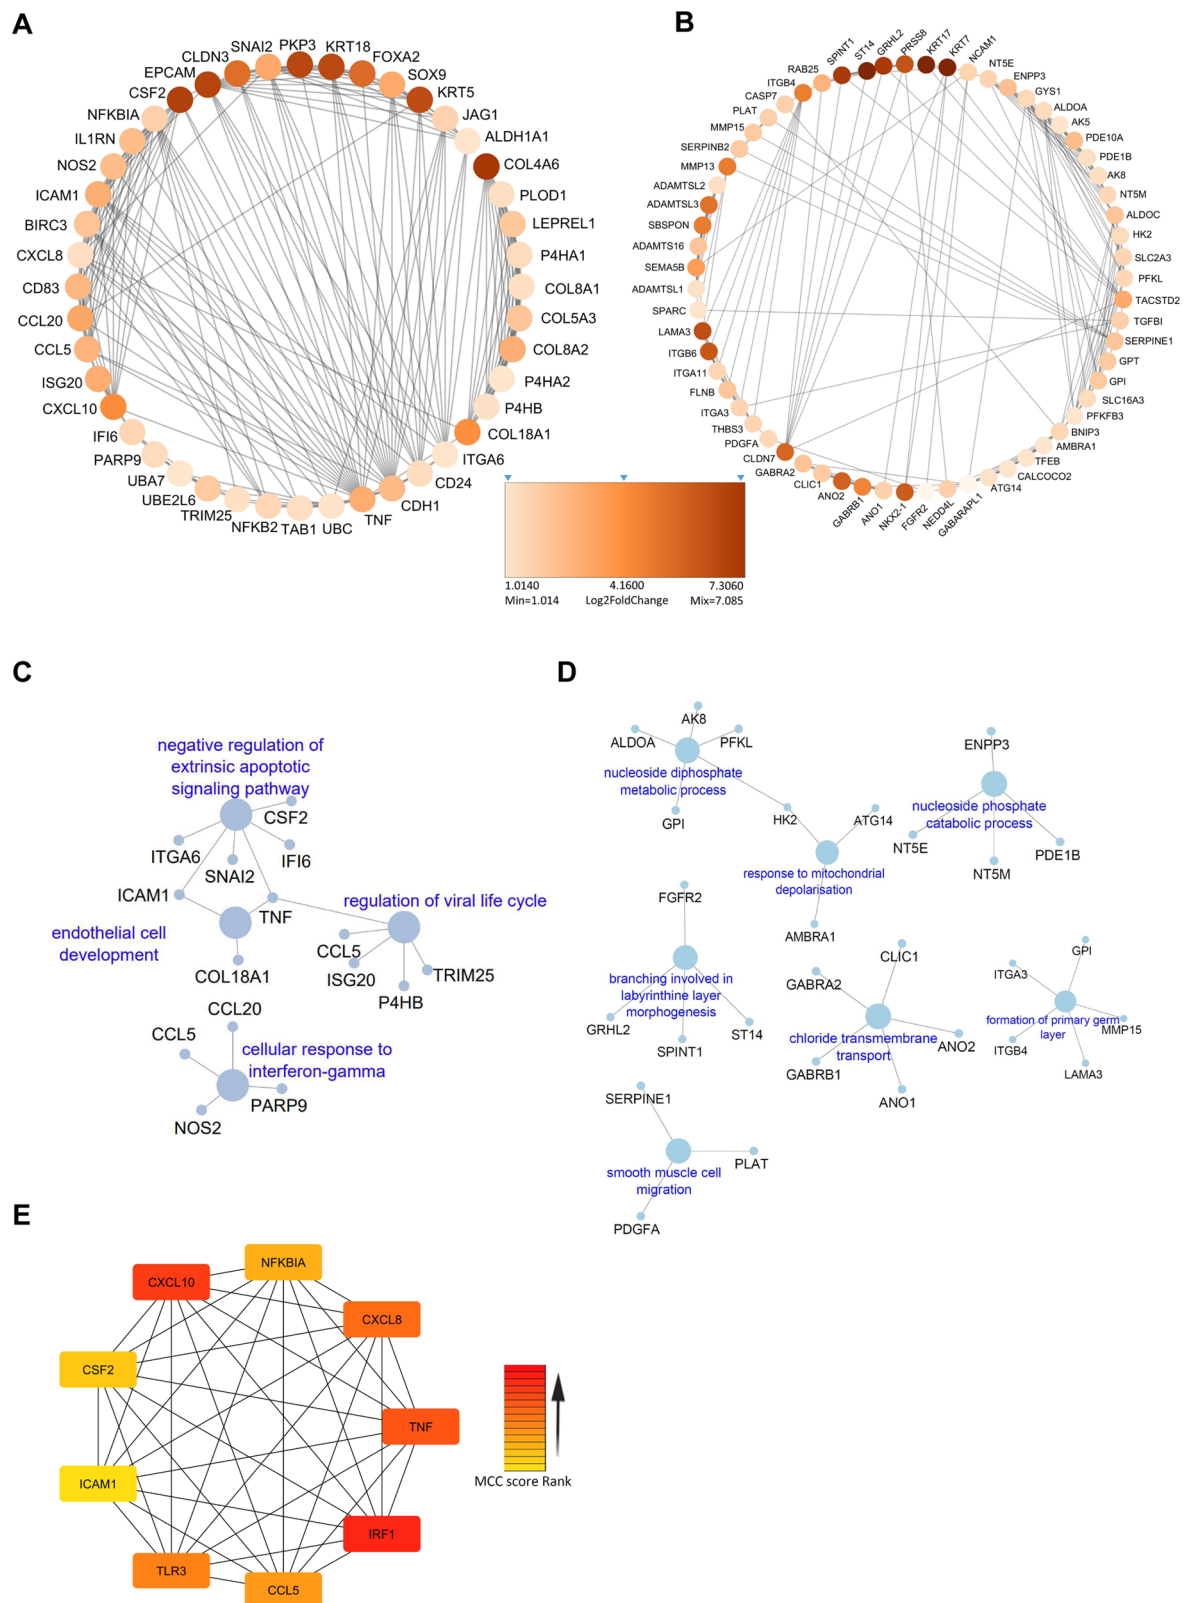 A
SNAI2
PKP3
KRT18
CLDN3
FOXA2
EPCAM
SOX9
CSF2
KRT5
NFKBIA
JAG1
IL1RN
ALDH1A1
NOS2
COL4A6
ICAM1
PLOD1
BIRC3
LEPREL1
CXCL8
P4HA1
CD83
COL8A1
CCL20
COL5A3
CCL5
COL8A2
ISG20
P4HA2
CXCL10
P4HB
IFI6
COL18A1
PARP9
ITGA6
UBA7
CD24
UBE2L6
CDH1
TRIM25
TNF
NFKB2
TAB1
UBC
1.0140
4.1600
7.3060
Min=1.014
Log2FoldChange
Mix=7.085
B
SPINT1
ST14
GRHL2
PRSS8
KRT17
KRT7
NCAM1
RAB25
NT5E
ITGB4
ENPP3
CASP7
GYS1
PLAT
ALDOA
MMP15
AK5
SERPINB2
PDE10A
MMP13
PDE1B
ADAMTSL2
AK8
ADAMTSL3
NT5M
SBSPON
ALDOC
ADAMTS16
HK2
SEMA5B
SLC2A3
ADAMTSL1
PFKL
SPARC
TACSTD2
LAMA3
TGFBI
ITGB6
SERPINE1
ITGA11
GPT
FLNB
GPI
ITGA3
SLC16A3
THBS3
PFKFB3
PDGFA
BNIP3
CLDN7
AMBRA1
GABRA2
TFEB
CLIC1
CALCOCO2
ANO2
ATG14
GABRB1
GABARAPL1
ANO1
NEDD4L
NKX2-1
FGFR2
C
negative regulation of
extrinsic apoptotic
signaling pathway
CSF2
ITGA6
IFI6
SNAI2
ICAM1
TNF
regulation of viral life cycle
endothelial cell
development
CCL5
COL18A1
ISG20
TRIM25
P4HB
CCL20
CCL5
cellular response to
interferon-gamma
PARP9
NOS2
D
AK8
ALDOA
PFKL
nucleoside diphosphate
metabolic process
GPI
HK2
ATG14
response to mitochondrial
depolarisation
AMBRA1
ENPP3
nucleoside phosphate
catabolic process
NT5E
PDE1B
NT5M
FGFR2
branching involved in
labyrinthine layer
morphogenesis
GRHL2
ST14
SPINT1
CLIC1
GABRA2
chloride transmembrane
transport
ANO2
GABRB1
ANO1
GPI
ITGA3
formation of primary germ
layer
MMP15
ITGB4
LAMA3
SERPINE1
PLAT
smooth muscle cell
migration
PDGFA
E
NFKBIA
CXCL10
CXCL8
CSF2
TNF
ICAM1
IRF1
TLR3
CCL5
MCC score Rank